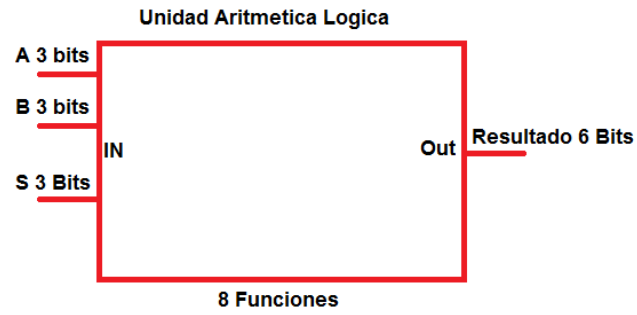 Unidad Aritmetica Logica
A 3 bits
B 3 bits
IN
S 3 Bits
Out
Resultado 6 Bits
8 Funciones